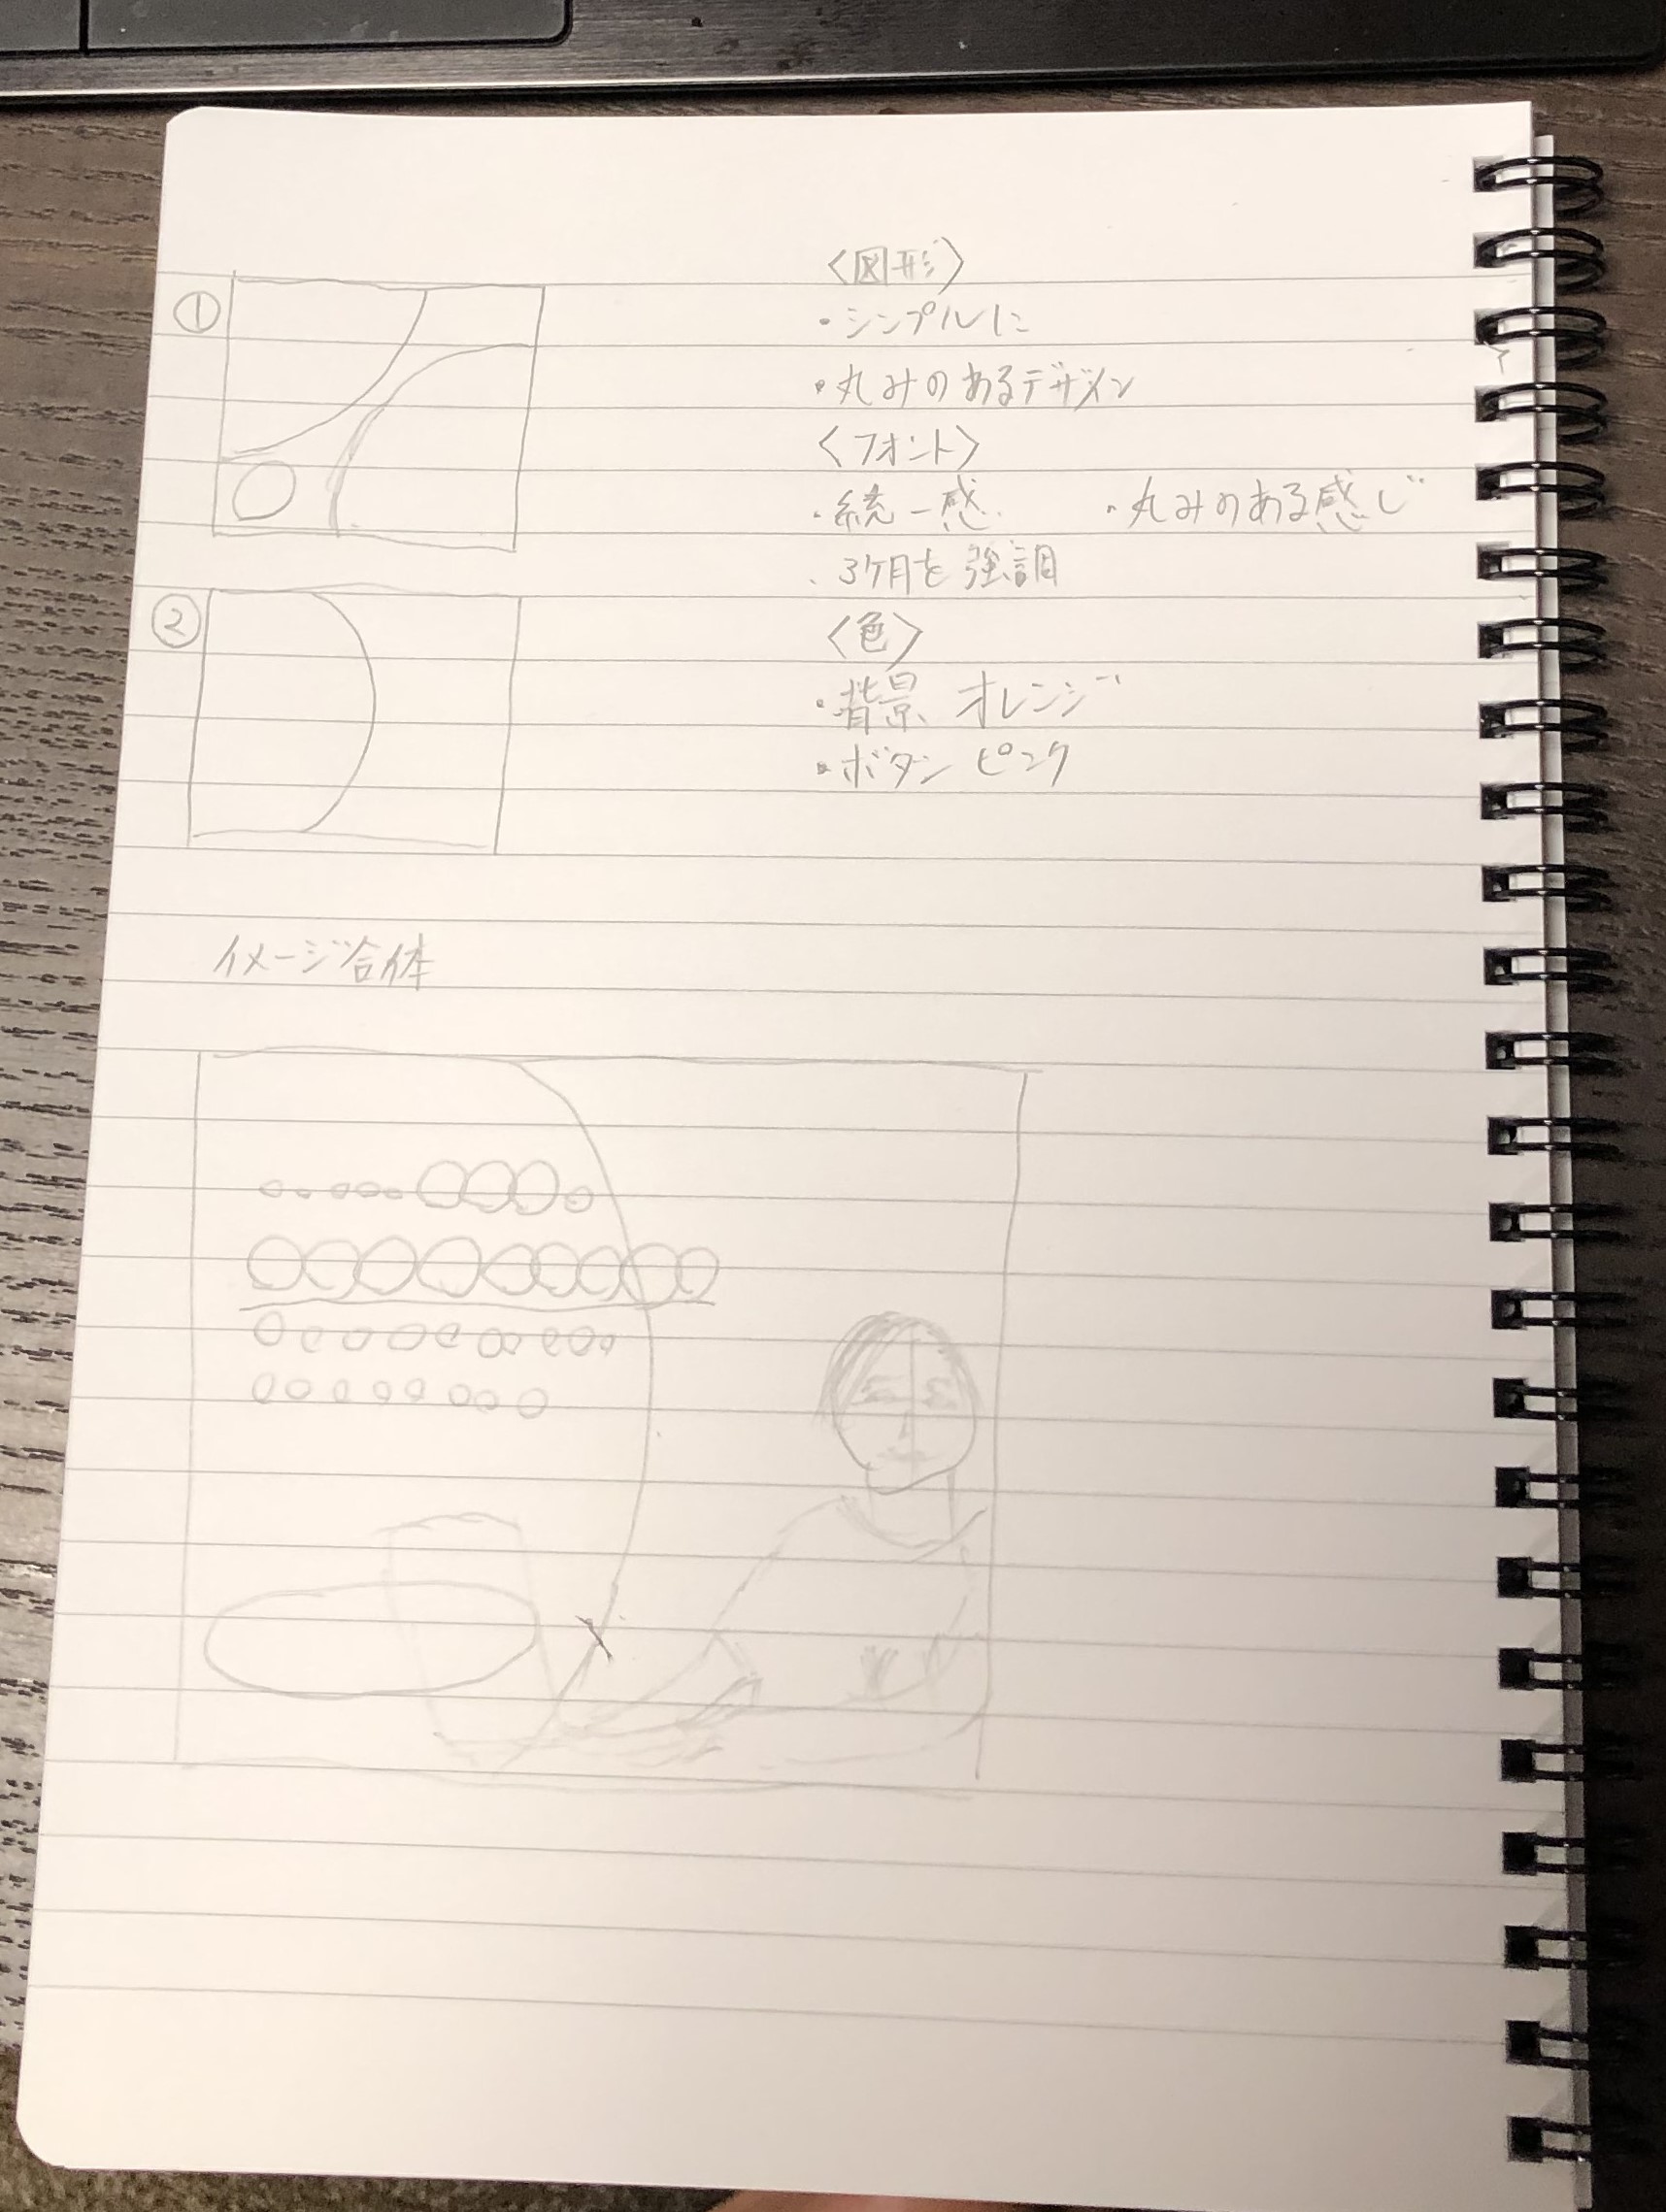 ①
〈図形〉
・シンプルに
・丸みのあるデザイン
〈フォント〉
・統一感 ・丸みのある感じ
・3ヶ月を強調
②
〈色〉
・背景 オレンジ
・ボタン ピンク
イメージ合体